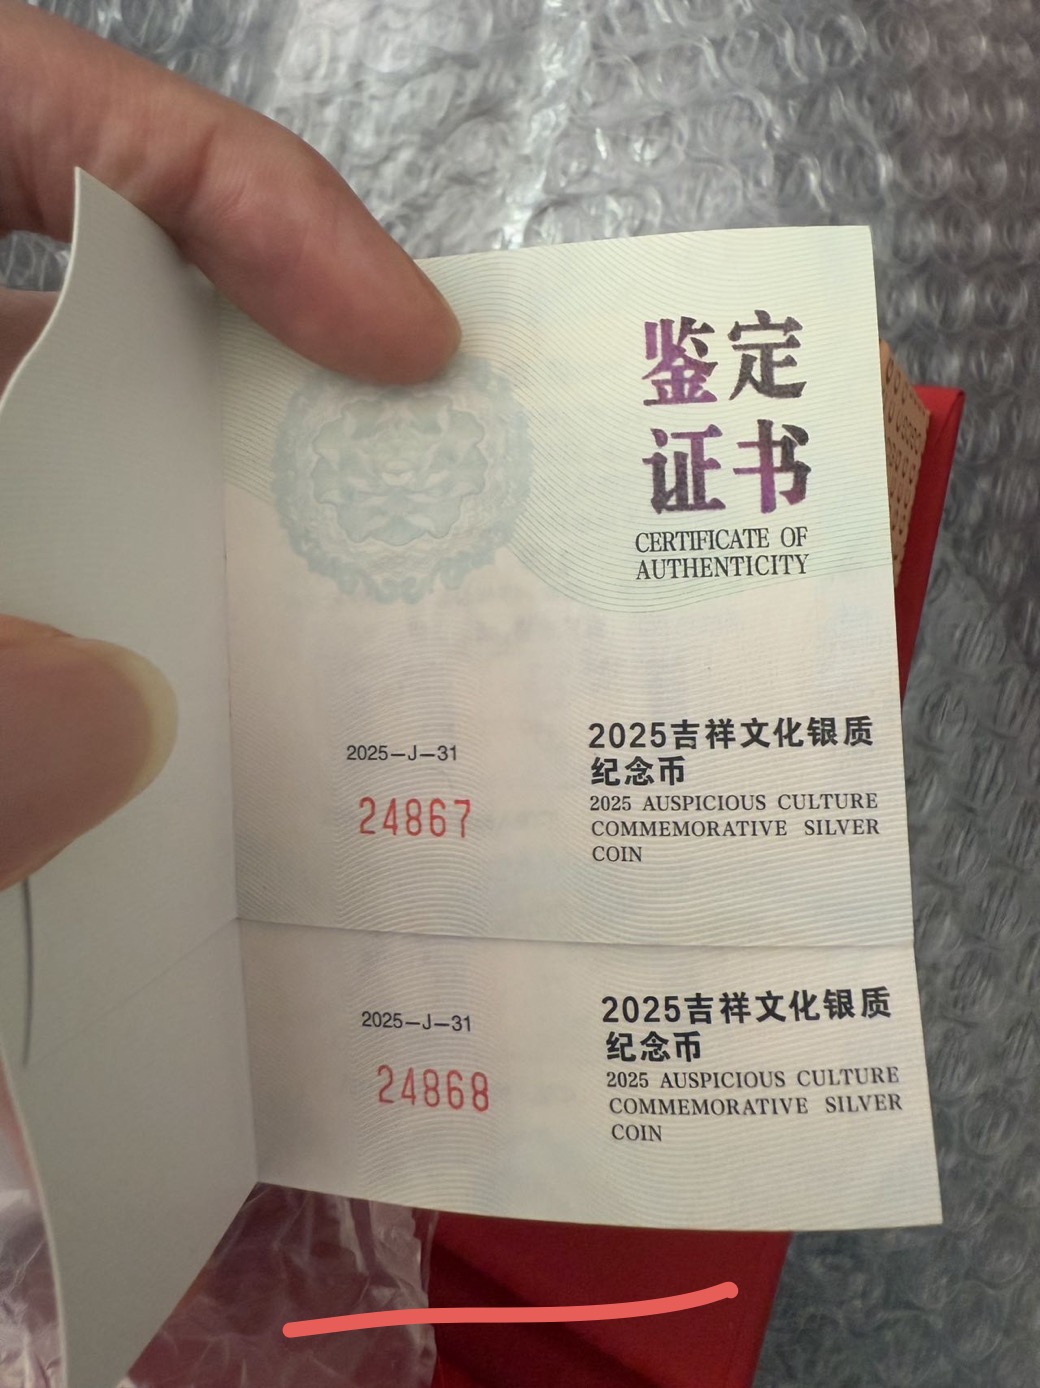 鉴定
证书
CERTIFICATE OF
AUTHENTICITY
2025吉祥文化银质
纪念币
2025 AUSPICIOUS CULTURE
COMMEMORATIVE SILVER
COIN
2025-J-31
24867
2025吉祥文化银质
纪念币
2025 AUSPICIOUS CULTURE
COMMEMORATIVE SILVER
COIN
2025-J-31
24868